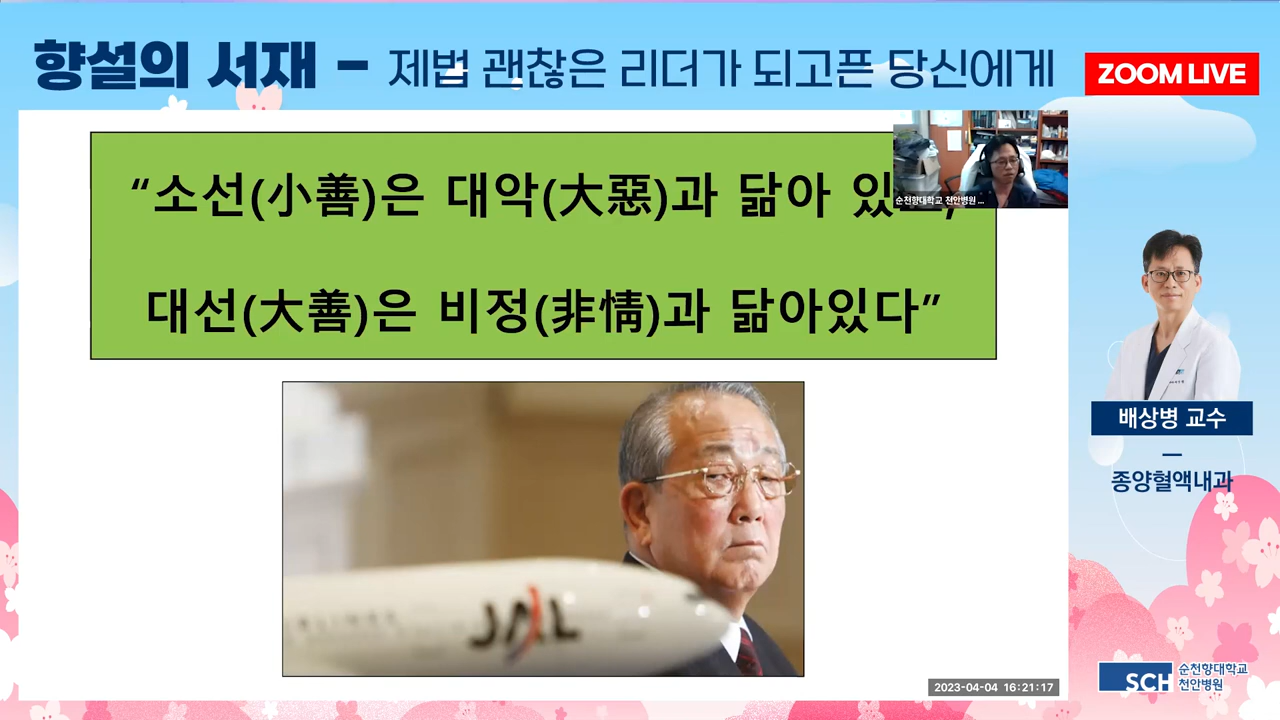 향설의 서재 - 제법 괜찮은 리더가 되고픈 당신에게
ZOOM LIVE
“소선(小善)은 대악(大惡)과 닮아 있
순천향대학교 천안병원 ...
대선(大善)은 비정(非情)과 닮아있다”
JAL
배상병 교수
종양혈액내과
2023-04-04 16:21:17
SCH 순천향대학교
천안병원